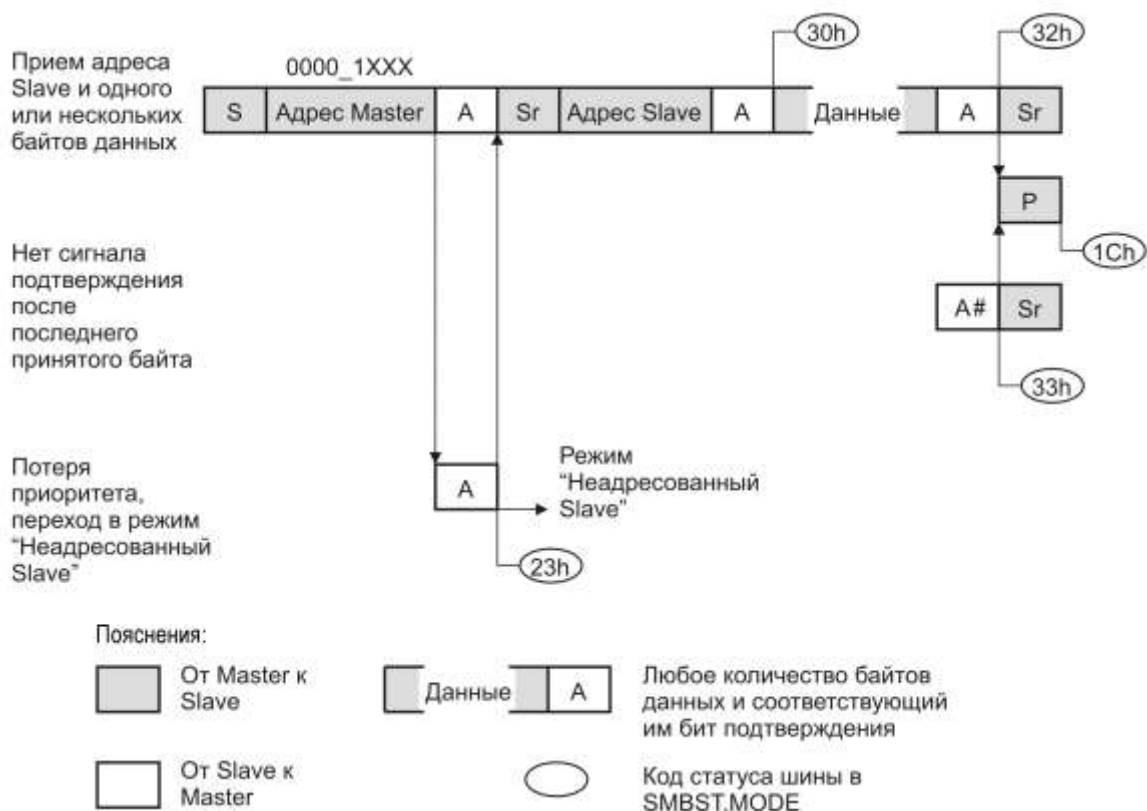 30h
32h
Прием адреса
Slave и одного
или нескольких
байтов данных
0000_1XXX
S Адрес Master A Sr Адрес Slave A Данные A Sr
P
1Ch
Нет сигнала
подтверждения
после
последнего
принятого байта
A# Sr
33h
Потеря
приоритета,
переход в режим
“Неадресованный
Slave”
A
Режим
“Неадресованный
Slave”
23h
Пояснения:
От Master к
Slave
Данные A
Любое количество байтов
данных и соответствующий
им бит подтверждения
От Slave к
Master
Код статуса шины в
SMBST.MODE